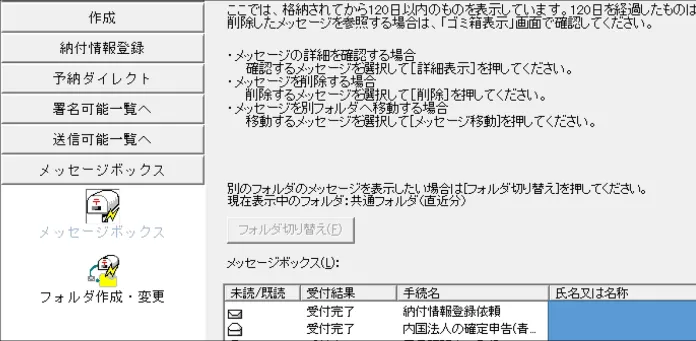 作成
納付情報登録
予納ダイレクト
署名可能一覧へ
送信可能一覧へ
メッセージボックス
メッセージボックス
フォルダ作成・変更
ここでは、格納されてから120日以内のものを表示しています。120日を経過したものは
削除したメッセージを参照する場合は、「ゴミ箱表示」画面で確認してください。
・メッセージの詳細を確認する場合
確認するメッセージを選択して[詳細表示]を押してください。
・メッセージを削除する場合
削除するメッセージを選択して[削除]を押してください。
・メッセージを別フォルダへ移動する場合
移動するメッセージを選択して[メッセージ移動]を押してください。
別のフォルダのメッセージを表示したい場合は[フォルダ切り替え]を押してください。
現在表示中のフォルダ:共通フォルダ(直近分)
フォルダ切り替え(F)
メッセージボックス(L):
未読/既読 受付結果 手続名 氏名又は名称
受付完了 納付情報登録依頼
受付完了 内国法人の確定申告(青...